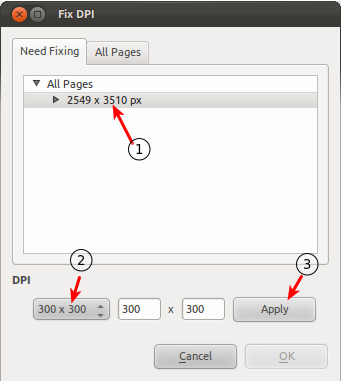 Fix DPI
Need Fixing All Pages
All Pages
2549 x 3510 px
1
2
3
DPI
300 x 300 300 x 300 Apply
Cancel OK